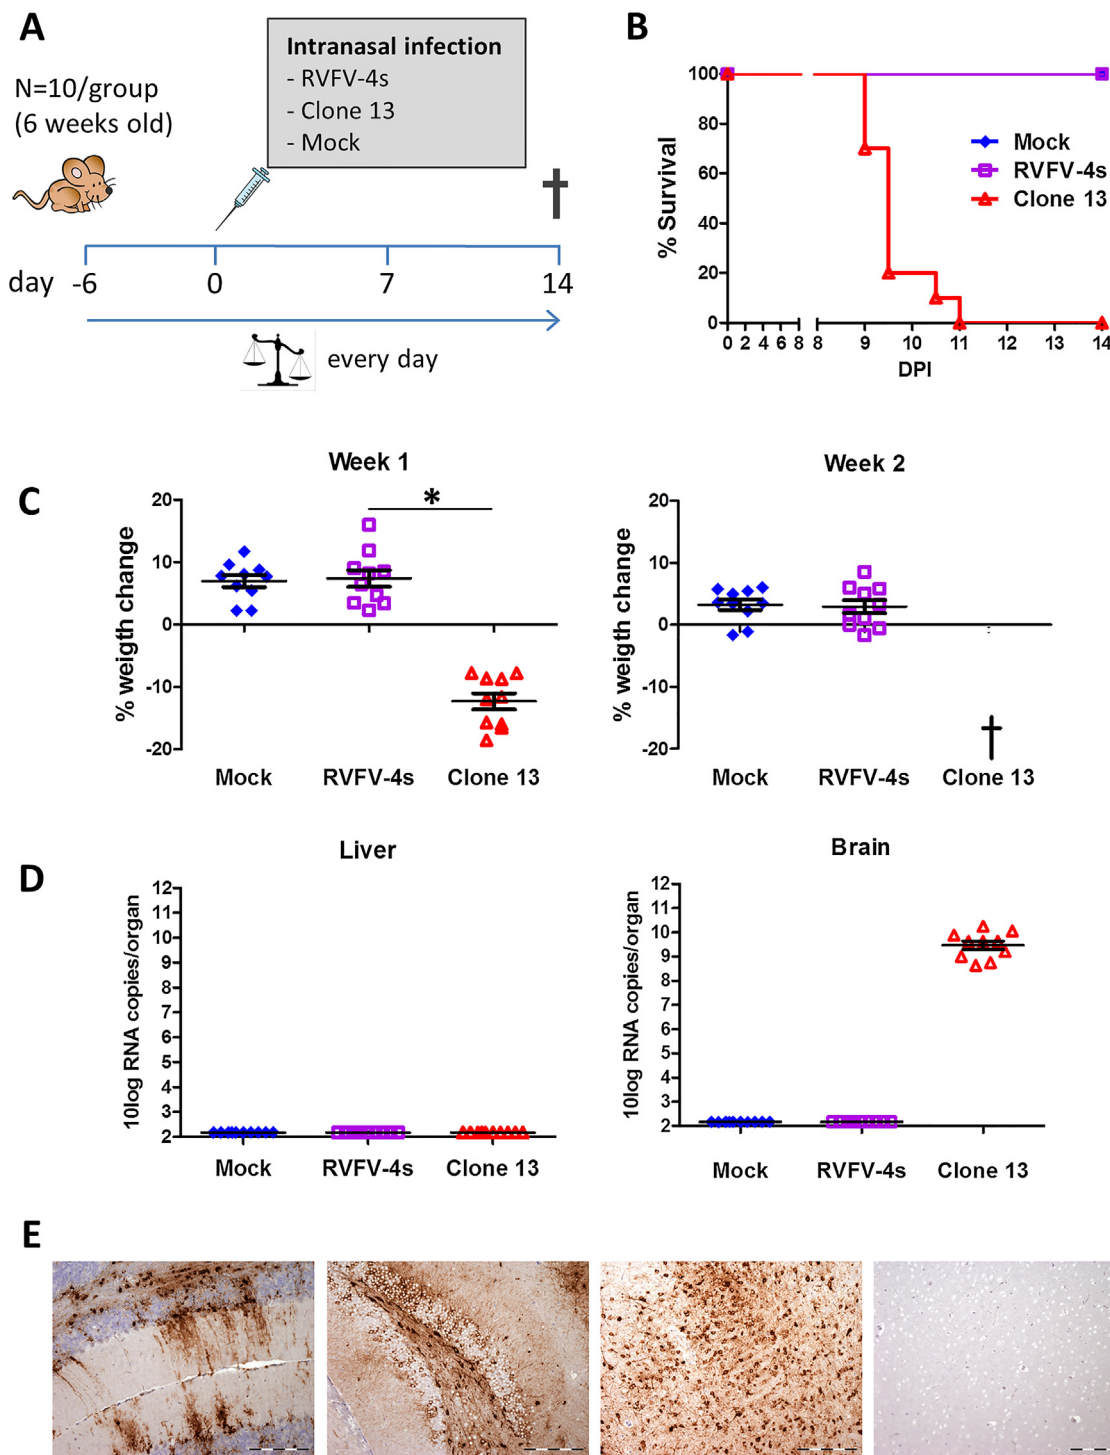 A
N=10/group
(6 weeks old)
Intranasal infection
- RVFV-4s
- Clone 13
- Mock
day -6 0 7 14
every day
B
% Survival
100
80
60
40
20
0
0 2 4 6 8 8 9 10 11 12 13 14
DPI
Mock
RVFV-4s
Clone 13
C
Week 1
% weigth change
20
10
0
-10
-20
*
Mock RVFV-4s Clone 13
Week 2
% weigth change
20
10
0
-10
-20
Mock RVFV-4s Clone 13
D
Liver
10log RNA copies/organ
12
11
10
9
8
7
6
5
4
3
2
Mock RVFV-4s Clone 13
Brain
10log RNA copies/organ
12
11
10
9
8
7
6
5
4
3
2
Mock RVFV-4s Clone 13
E